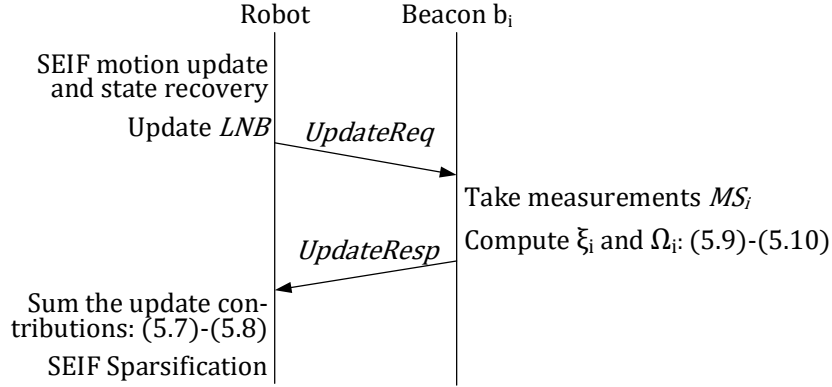 Robot
Beacon bᵢ
SEIF motion update
and state recovery
Update LNB
UpdateReq
Take measurements MSᵢ
Compute ξᵢ and Ωᵢ: (5.9)-(5.10)
UpdateResp
Sum the update con-
tributions: (5.7)-(5.8)
SEIF Sparsification